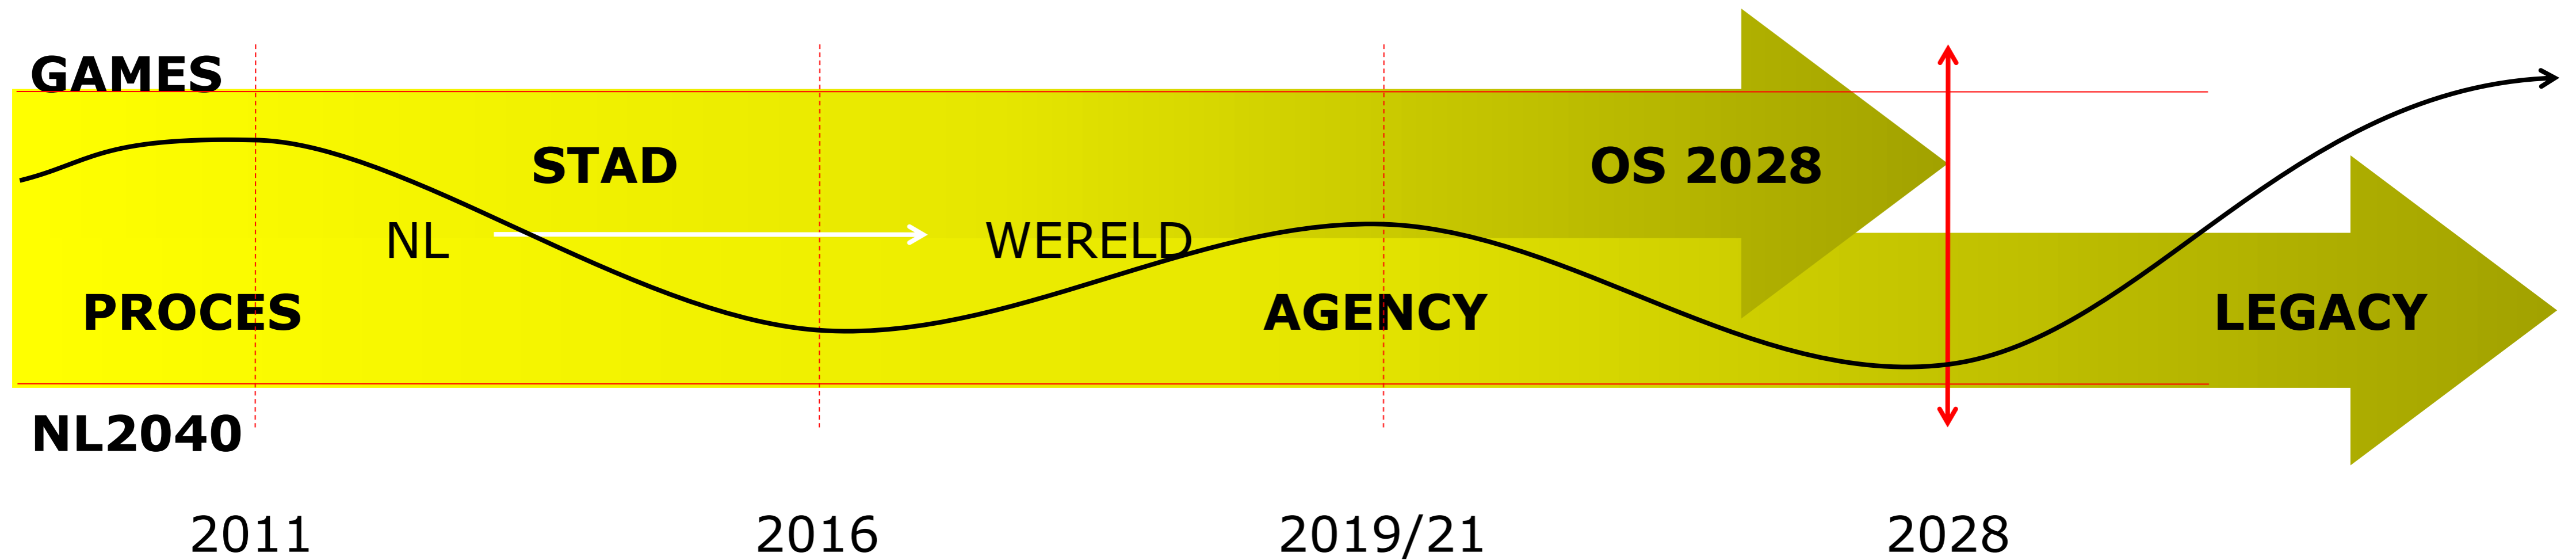 GAMES
STAD
OS 2028
NL
WERELD
PROCES
AGENCY
LEGACY
NL2040
2011
2016
2019/21
2028